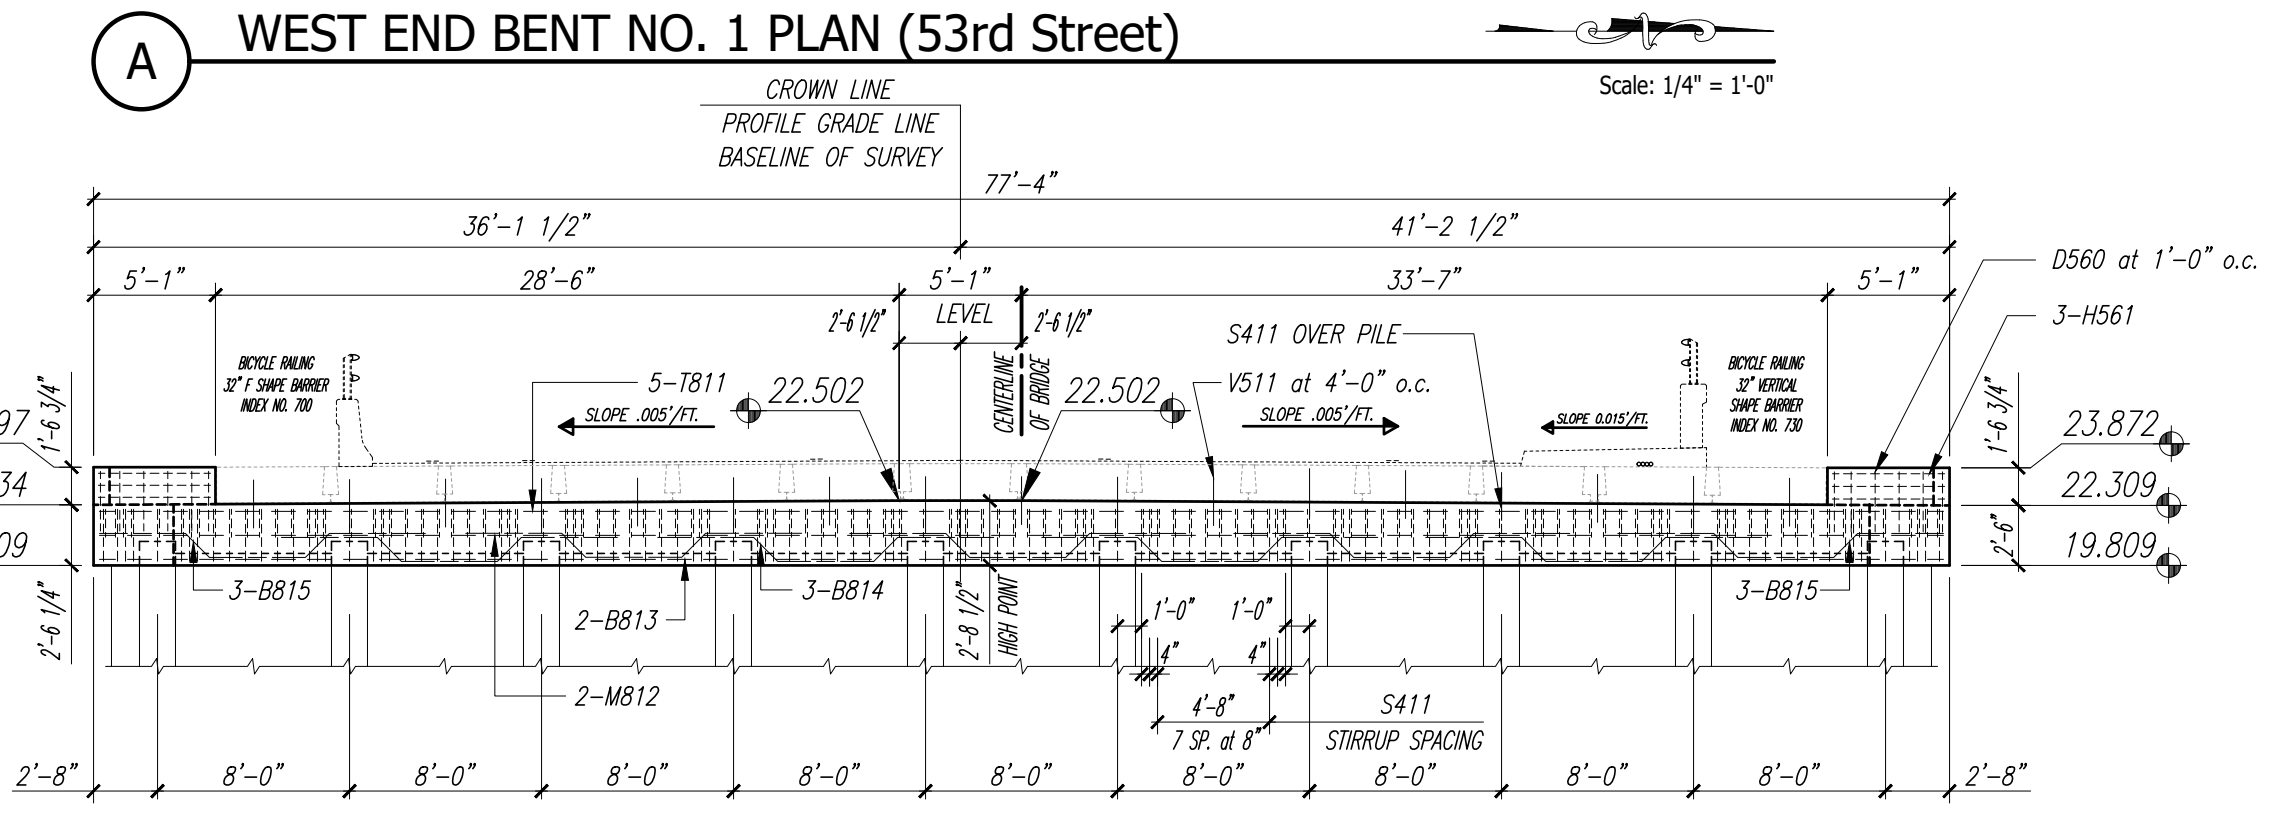 A
WEST END BENT NO. 1 PLAN (53rd Street)
Scale: 1/4" = 1'-0"
CROWN LINE
PROFILE GRADE LINE
BASELINE OF SURVEY
77'-4"
36'-1 1/2"
41'-2 1/2"
5'-1"
28'-6"
5'-1"
33'-7"
5'-1"
D560 at 1'-0" o.c.
LEVEL
2'-6 1/2"
2'-6 1/2"
3-H561
S411 OVER PILE
BICYCLE RAILING
32" F SHAPE BARRIER
INDEX NO. 700
5-T811
22.502
CENTERLINE
OF BRIDGE
22.502
V511 at 4'-0" o.c.
BICYCLE RAILING
32" VERTICAL
SHAPE BARRIER
INDEX NO. 730
SLOPE .005'/FT.
SLOPE .005'/FT.
SLOPE 0.015'/FT.
97
1'-6 3/4"
1'-6 3/4"
23.872
34
22.309
09
2'-6"
19.809
2'-6 1/4"
3-B815
2-B813
3-B814
2'-8 1/2"
HIGH POINT
1'-0"
1'-0"
3-B815
4"
4"
2-M812
4'-8"
7 SP. at 8"
S411
STIRRUP SPACING
2'-8"
8'-0"
8'-0"
8'-0"
8'-0"
8'-0"
8'-0"
8'-0"
8'-0"
8'-0"
2'-8"